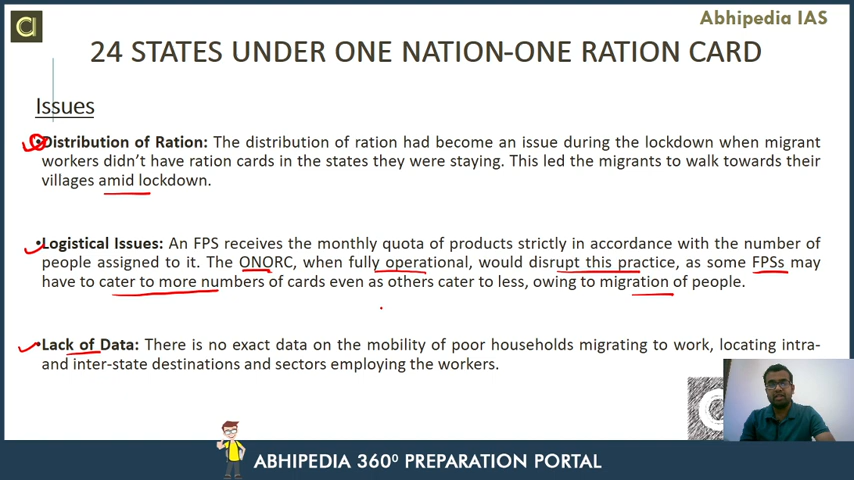 Abhipedia IAS
24 STATES UNDER ONE NATION-ONE RATION CARD
Issues
•Distribution of Ration: The distribution of ration had become an issue during the lockdown when migrant
workers didn't have ration cards in the states they were staying. This led the migrants to walk towards their
villages amid lockdown.
•Logistical Issues: An FPS receives the monthly quota of products strictly in accordance with the number of
people assigned to it. The ONORC, when fully operational, would disrupt this practice, as some FPSs may
have to cater to more numbers of cards even as others cater to less, owing to migration of people.
•Lack of Data: There is no exact data on the mobility of poor households migrating to work, locating intra-
and inter-state destinations and sectors employing the workers.
ABHIPEDIA 360⁰ PREPARATION PORTAL